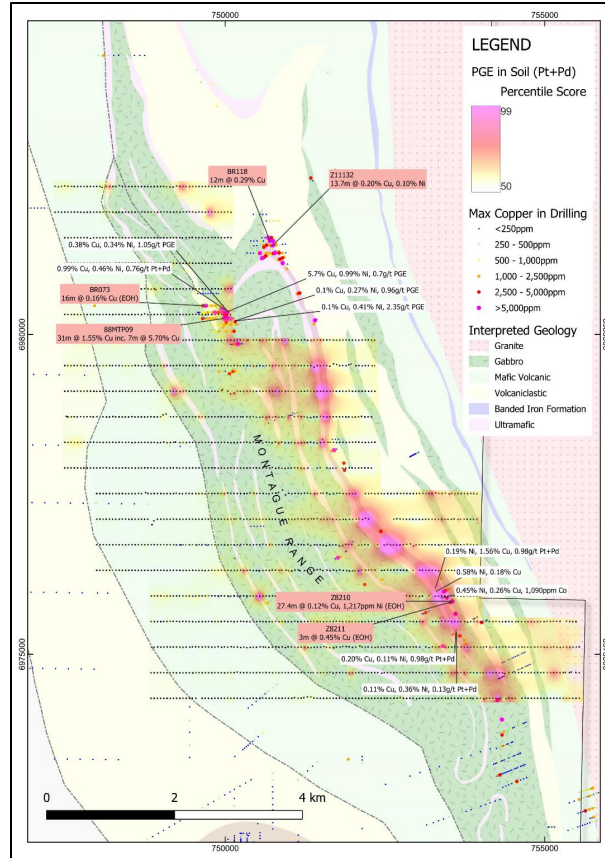 750000
755000
LEGEND
PGE in Soil (Pt+Pd)
Percentile Score
99
50
Max Copper in Drilling
<250ppm
250 - 500ppm
500 - 1,000ppm
1,000 - 2,500ppm
2,500 - 5,000ppm
>5,000ppm
Interpreted Geology
Granite
Gabbro
Mafic Volcanic
Volcaniclastic
Banded Iron Formation
Ultramafic
BR118
12m @ 0.29% Cu
Z11132
13.7m @ 0.20% Cu, 0.10% Ni
0.38% Cu, 0.34% Ni, 1.05g/t PGE
0.99% Cu, 0.46% Ni, 0.76g/t Pt+Pd
BR073
16m @ 0.16% Cu (EOH)
5.7% Cu, 0.99% Ni, 0.7g/t PGE
0.1% Cu, 0.27% Ni, 0.96g/t PGE
0.1% Cu, 0.41% Ni, 2.35g/t PGE
88MTP09
31m @ 1.55% Cu inc. 7m @ 5.70% Cu
6980000
6980000
MONTAGUE RANGE
0.19% Ni, 1.56% Cu, 0.98g/t Pt+Pd
0.58% Ni, 0.18% Cu
0.45% Ni, 0.26% Cu, 1,090ppm Co
Z8210
27.4m @ 0.12% Cu, 1,217ppm Ni (EOH)
Z8211
3m @ 0.45% Cu (EOH)
0.20% Cu, 0.11% Ni, 0.98g/t Pt+Pd
0.11% Cu, 0.36% Ni, 0.13g/t Pt+Pd
6975000
6975000
0
2
4 km
750000
755000